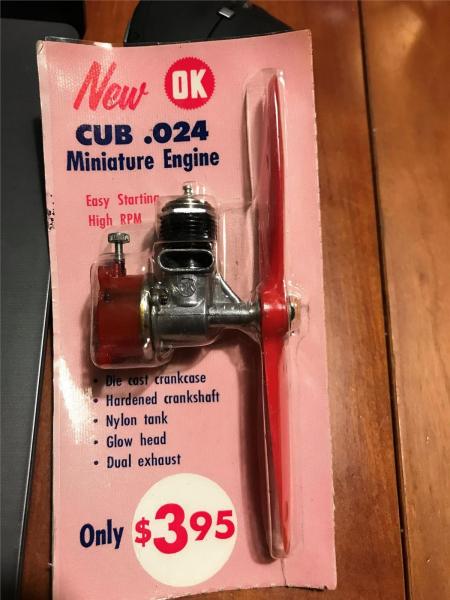 New OK
CUB .024
Miniature Engine
Easy Starting
High RPM
• Die cast crankcase
• Hardened crankshaft
• Nylon tank
• Glow head
• Dual exhaust
Only $3.95